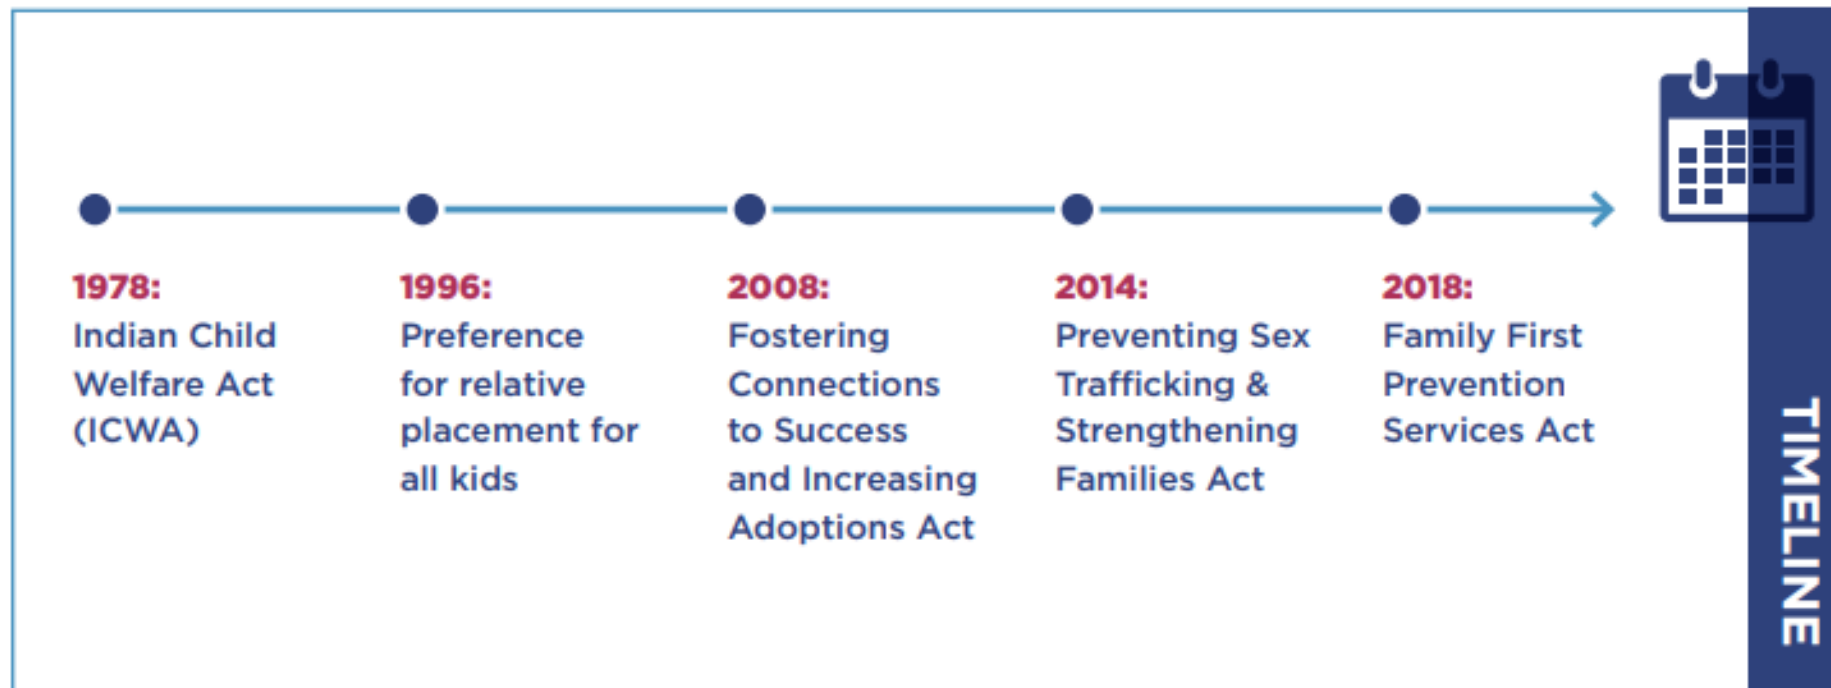 1978:
Indian Child
Welfare Act
(ICWA)
1996:
Preference
for relative
placement for
all kids
2008:
Fostering
Connections
to Success
and Increasing
Adoptions Act
2014:
Preventing Sex
Trafficking &
Strengthening
Families Act
2018:
Family First
Prevention
Services Act
TIMELINE